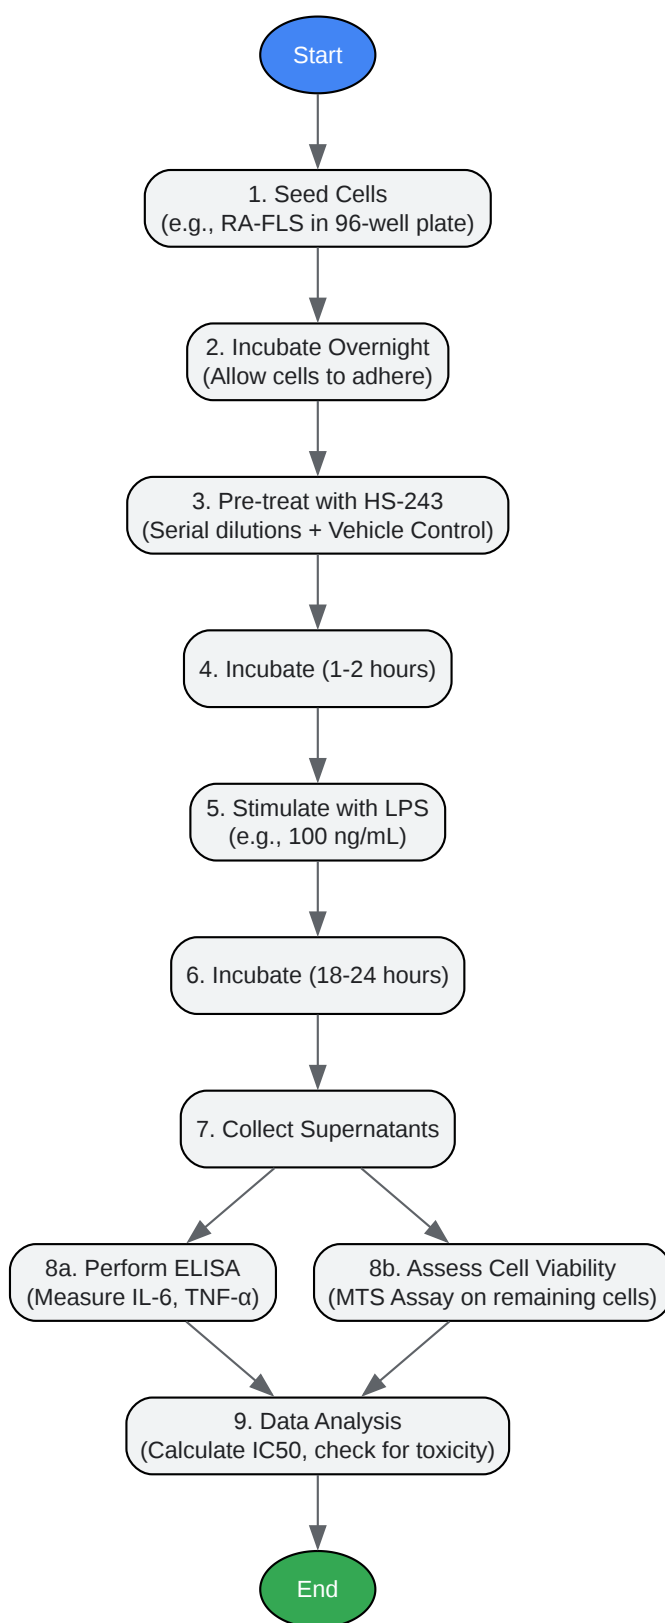 Start
1. Seed Cells
(e.g., RA-FLS in 96-well plate)
2. Incubate Overnight
(Allow cells to adhere)
3. Pre-treat with HS-243
(Serial dilutions + Vehicle Control)
4. Incubate (1-2 hours)
5. Stimulate with LPS
(e.g., 100 ng/mL)
6. Incubate (18-24 hours)
7. Collect Supernatants
8a. Perform ELISA
(Measure IL-6, TNF-α)
8b. Assess Cell Viability
(MTS Assay on remaining cells)
9. Data Analysis
(Calculate IC50, check for toxicity)
End